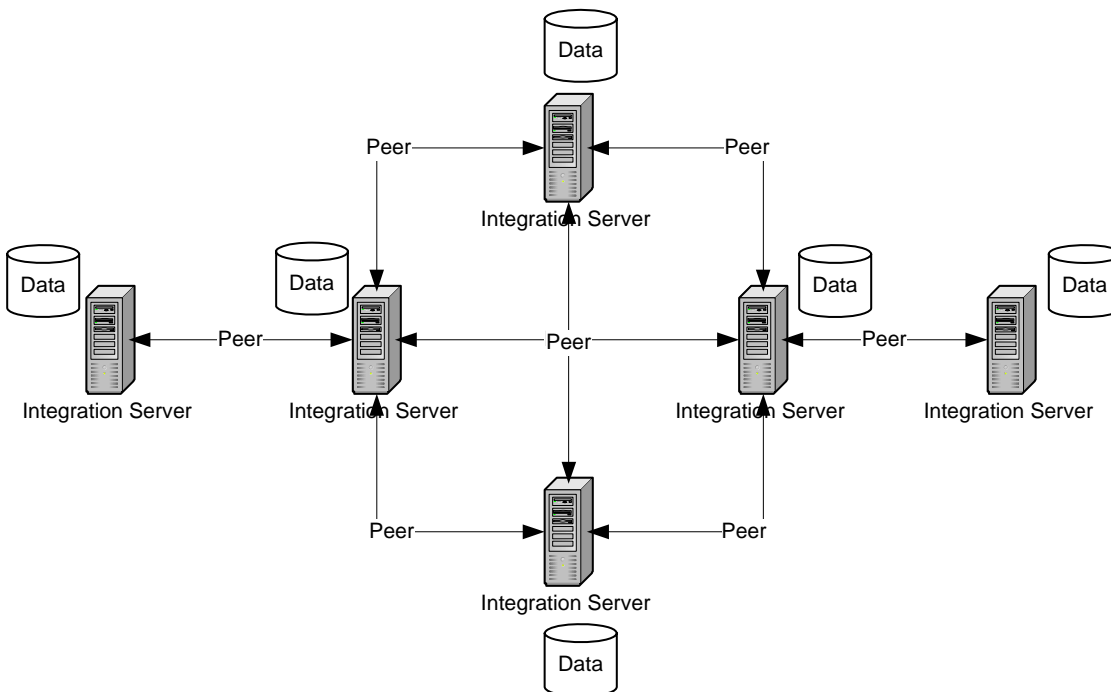 Data
Peer
Peer
Integration Server
Data
Data
Data
Data
Peer
Peer
Peer
Integration Server
Integration Server
Integration Server
Integration Server
Peer
Peer
Integration Server
Data